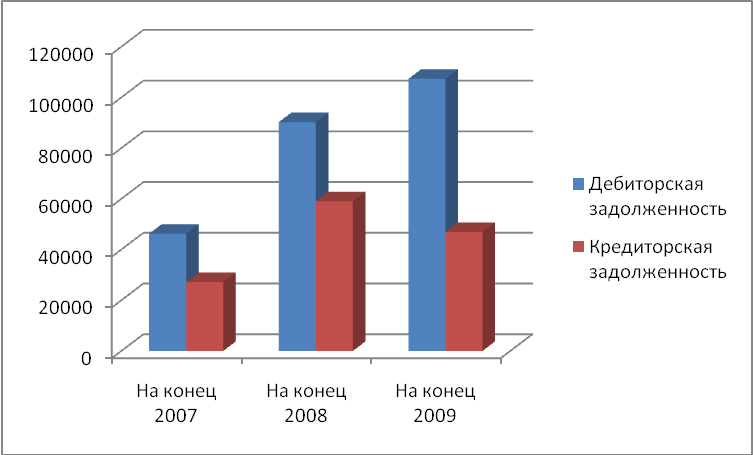 120000
100000
80000
60000
40000
20000
0
На конец
2007
На конец
2008
На конец
2009
Дебиторская
задолженность
Кредиторская
задолженность